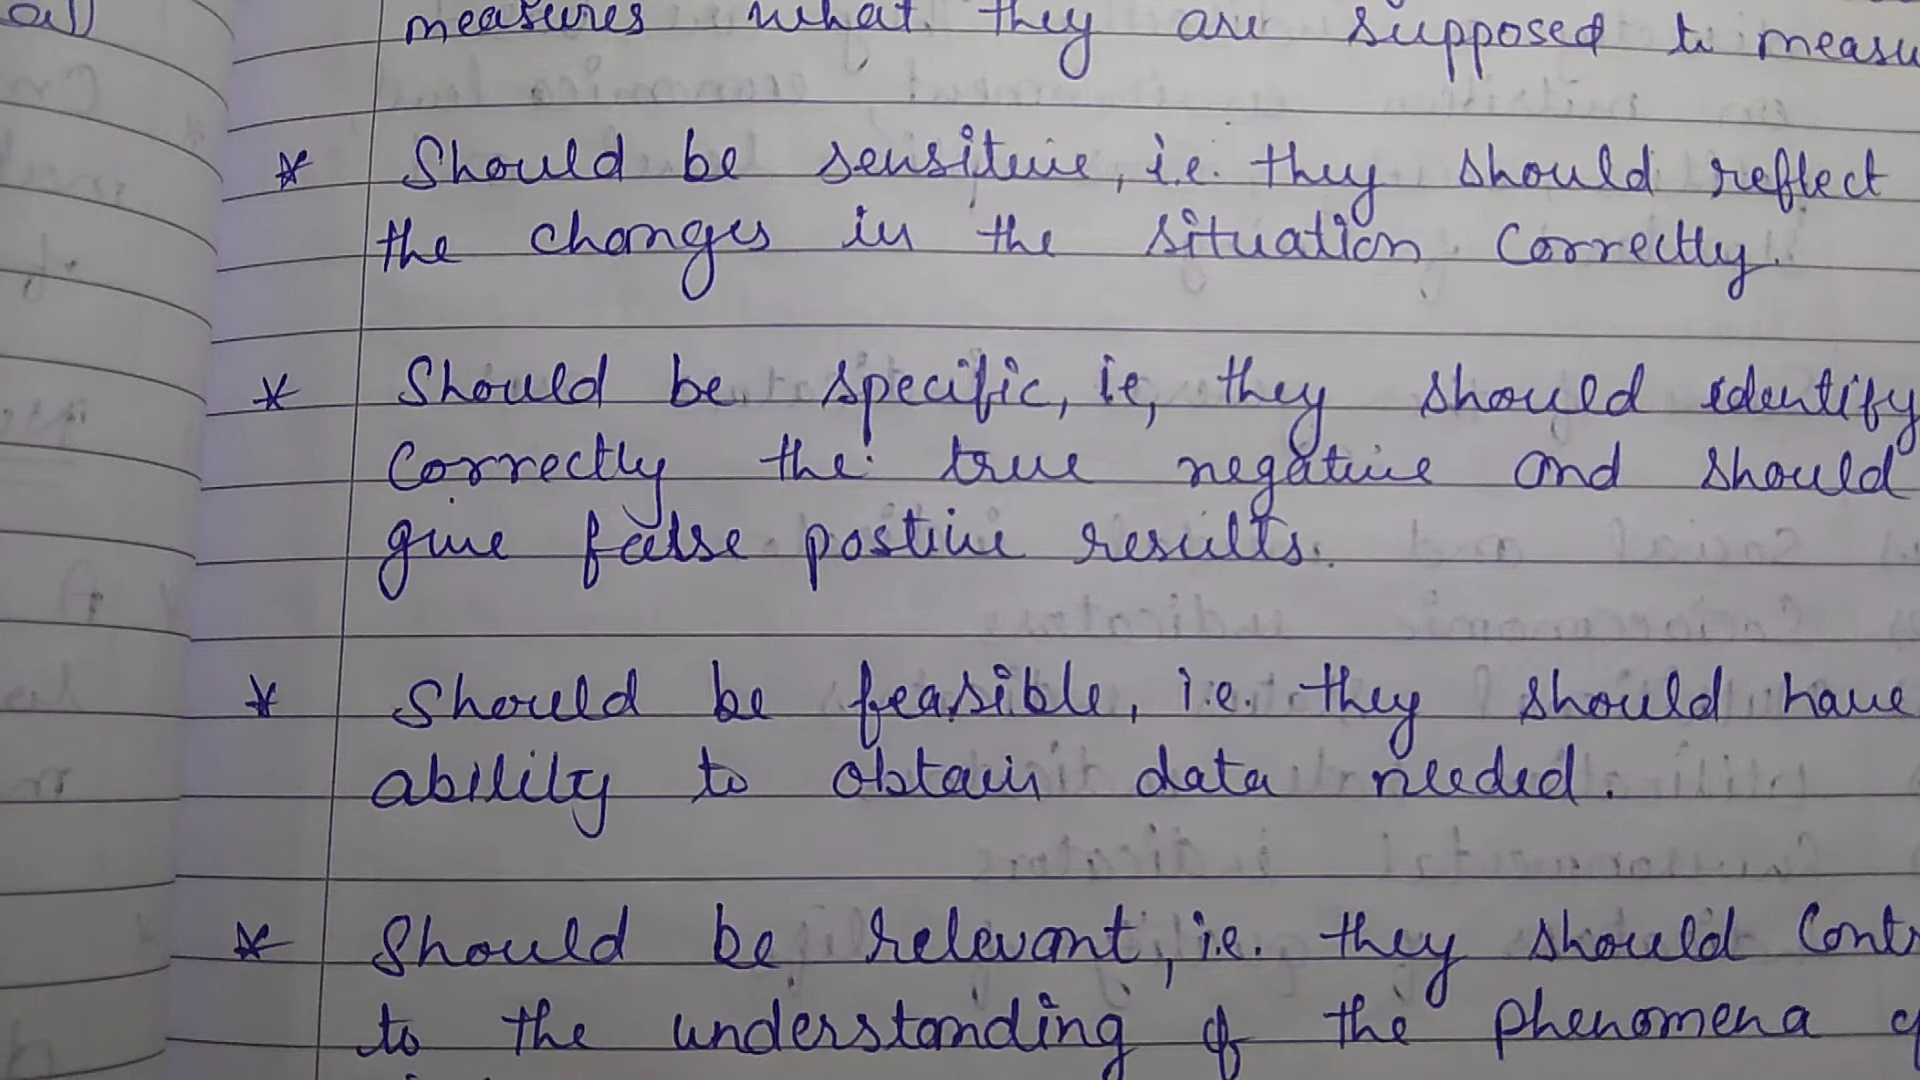 all
measures what they are supposed to measu
* Should be sensitive, i.e. they should reflect
the changes in the situation correctly.
* Should be specific, ie, they should identify
correctly the true negative and should
give false postive results.
* Should be feasible, i.e. they should have
ability to obtain data needed.
* Should be relevant, i.e. they should Cont
to the understanding of the phenomena